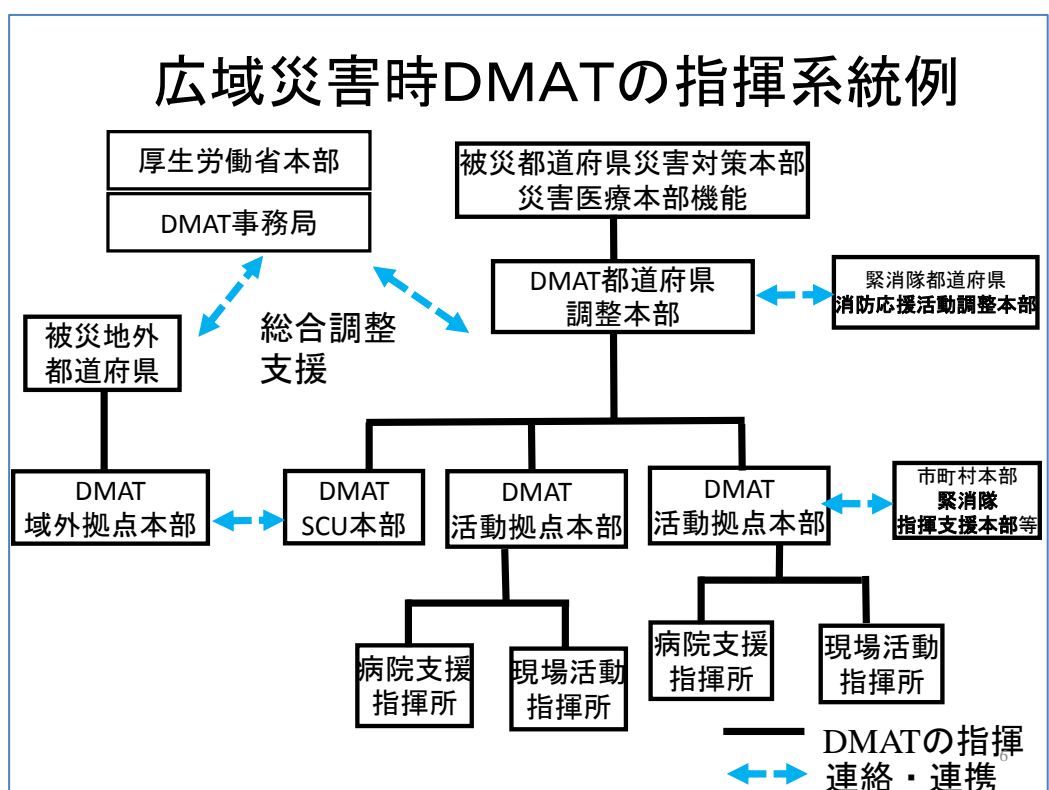 広域災害時DMATの指揮系統例
厚生労働省本部
DMAT事務局
被災都道府県災害対策本部
災害医療本部機能
DMAT都道府県
調整本部
緊消隊都道府県
消防応援活動調整本部
被災地外
都道府県
総合調整
支援
DMAT
域外拠点本部
DMAT
SCU本部
DMAT
活動拠点本部
DMAT
活動拠点本部
市町村本部
緊消隊
指揮支援本部等
病院支援
指揮所
現場活動
指揮所
病院支援
指揮所
現場活動
指揮所
DMATの指揮
6
連絡・連携